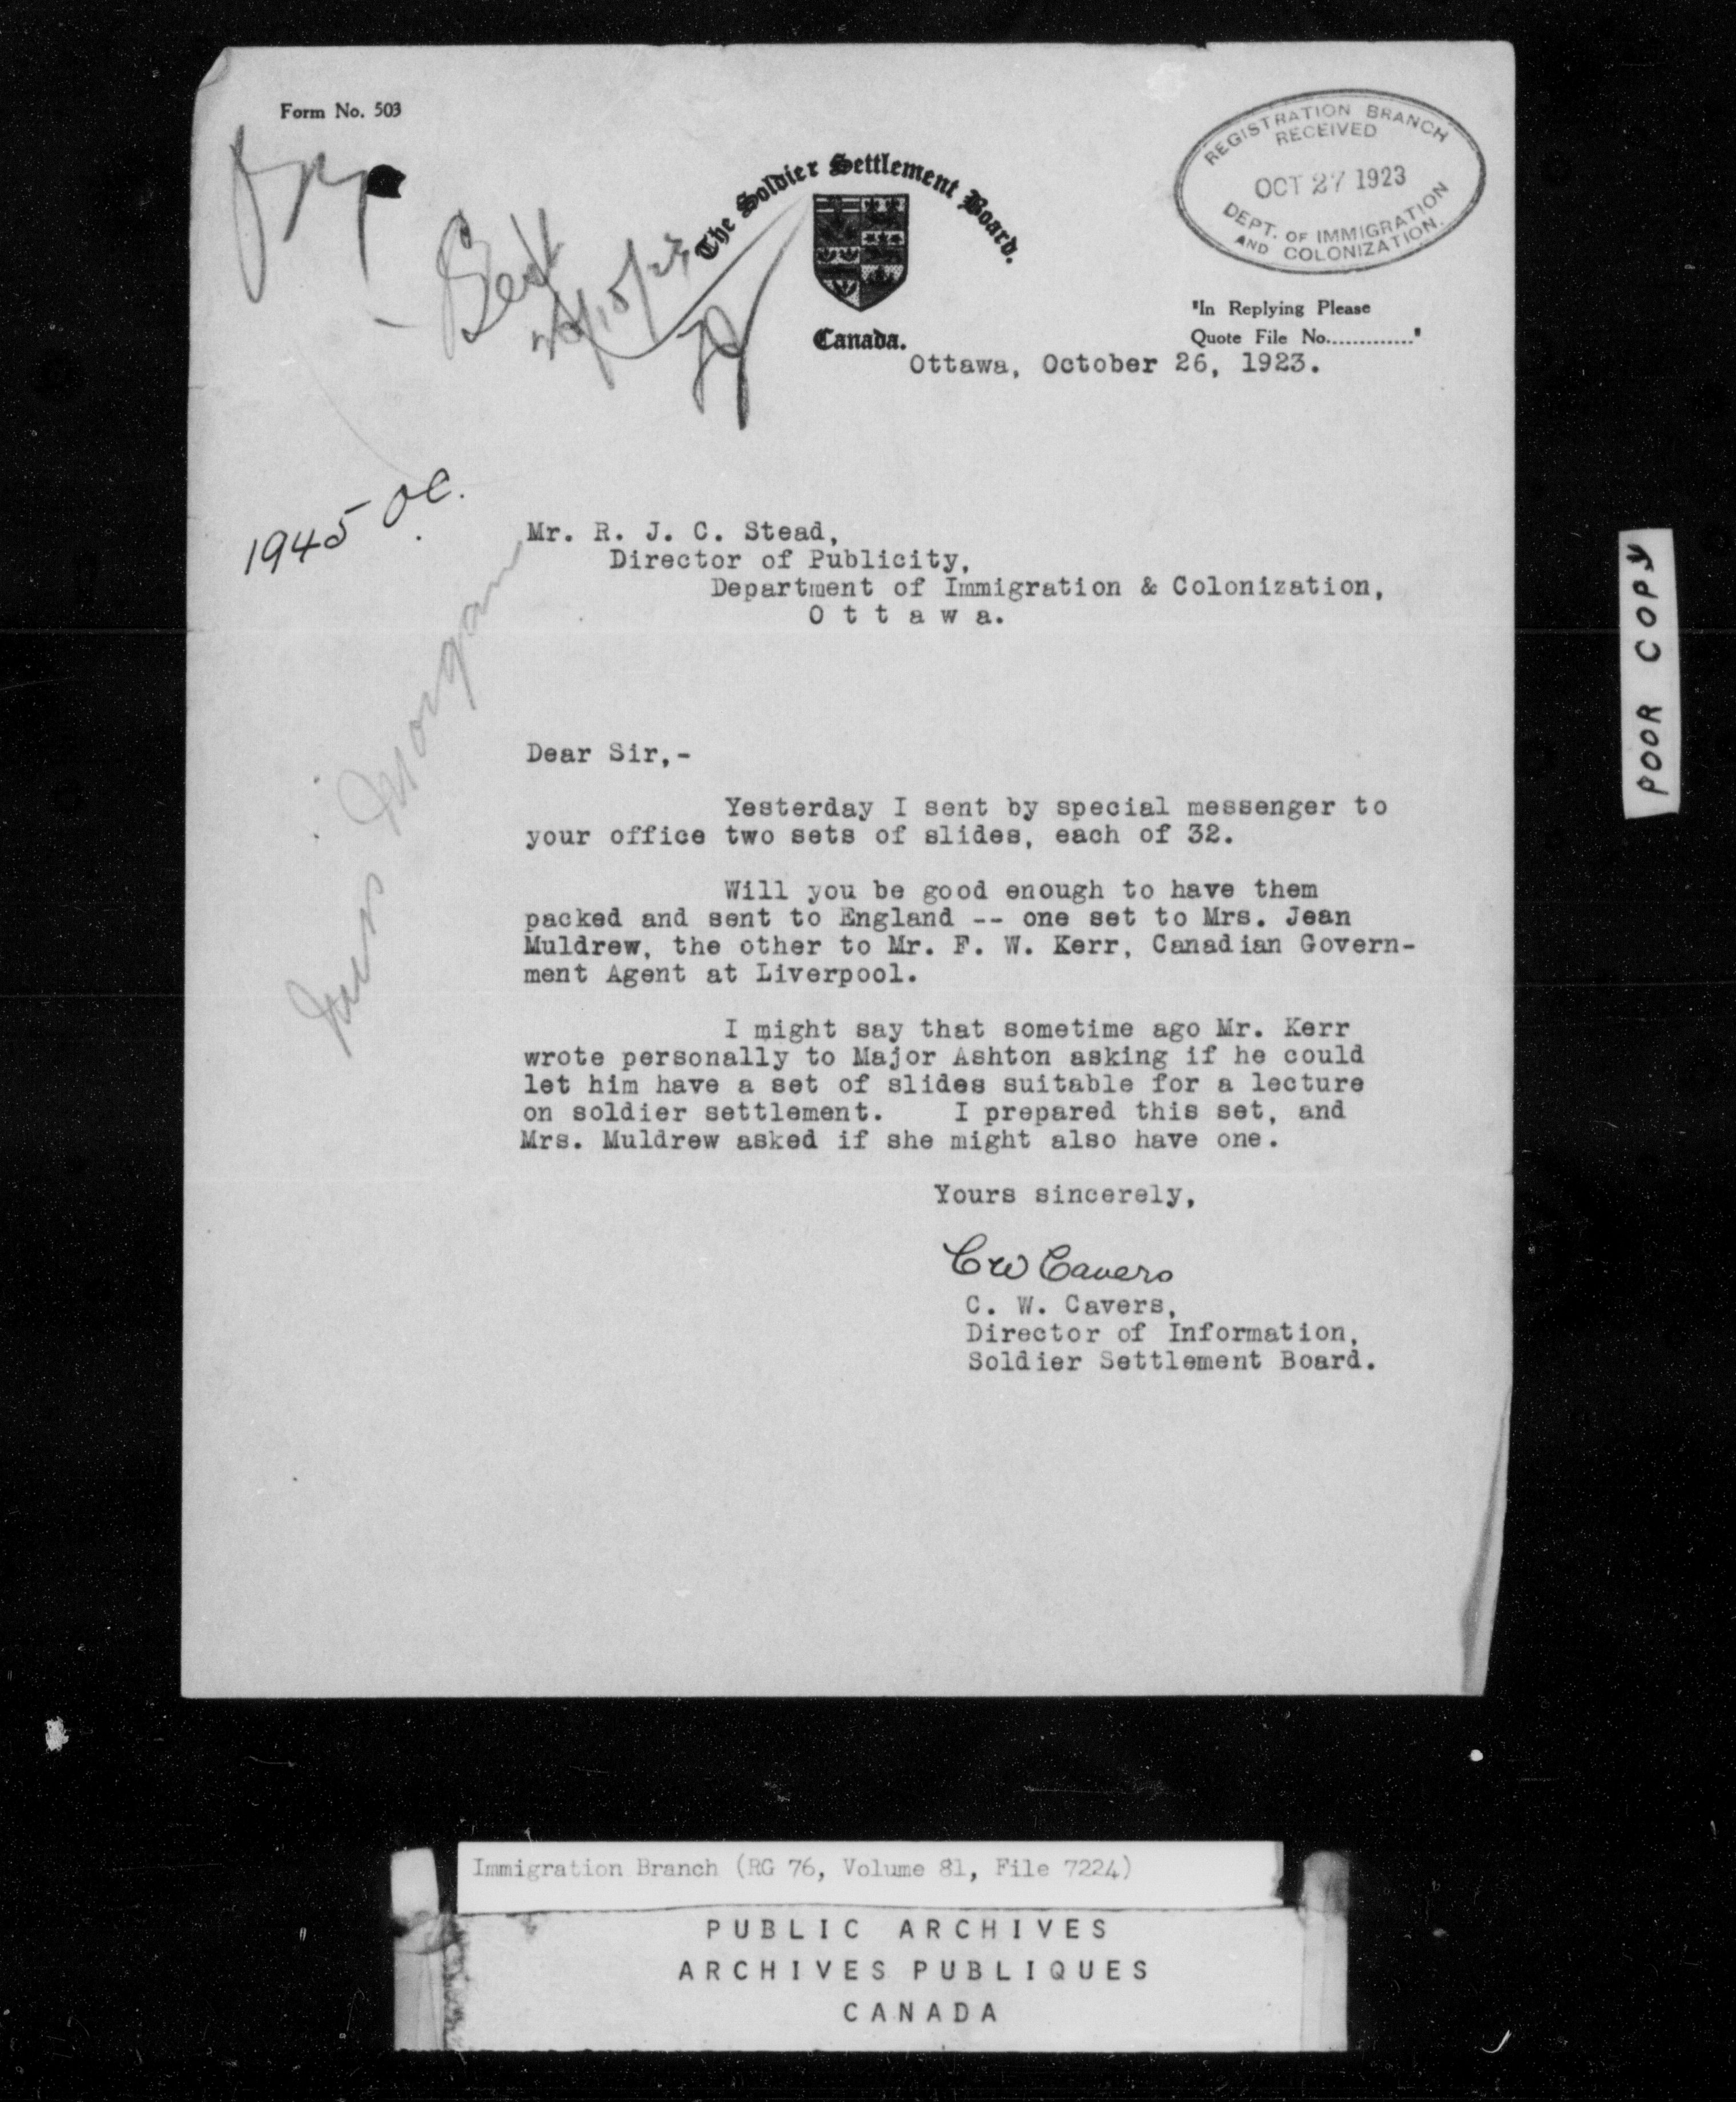 Form No. 503
REGISTRATION BRANCH
RECEIVED
OCT 27 1923
DEPT. OF IMMIGRATION
AND COLONIZATION.
The Soldier Settlement Board.
Canada.
"In Replying Please
Quote File No............."
Ottawa, October 26, 1923.
1945 OC.
Mr. R. J. C. Stead,
Director of Publicity,
Department of Immigration & Colonization,
O t t a w a.
Miss Morgan
Dear Sir,-
Yesterday I sent by special messenger to
your office two sets of slides, each of 32.
Will you be good enough to have them
packed and sent to England -- one set to Mrs. Jean
Muldrew, the other to Mr. F. W. Kerr, Canadian Govern-
ment Agent at Liverpool.
I might say that sometime ago Mr. Kerr
wrote personally to Major Ashton asking if he could
let him have a set of slides suitable for a lecture
on soldier settlement. I prepared this set, and
Mrs. Muldrew asked if she might also have one.
Yours sincerely,
CW Cavers
C. W. Cavers,
Director of Information,
Soldier Settlement Board.
POOR COPY
Immigration Branch (RG 76, Volume 81, File 7224)
PUBLIC ARCHIVES
ARCHIVES PUBLIQUES
CANADA